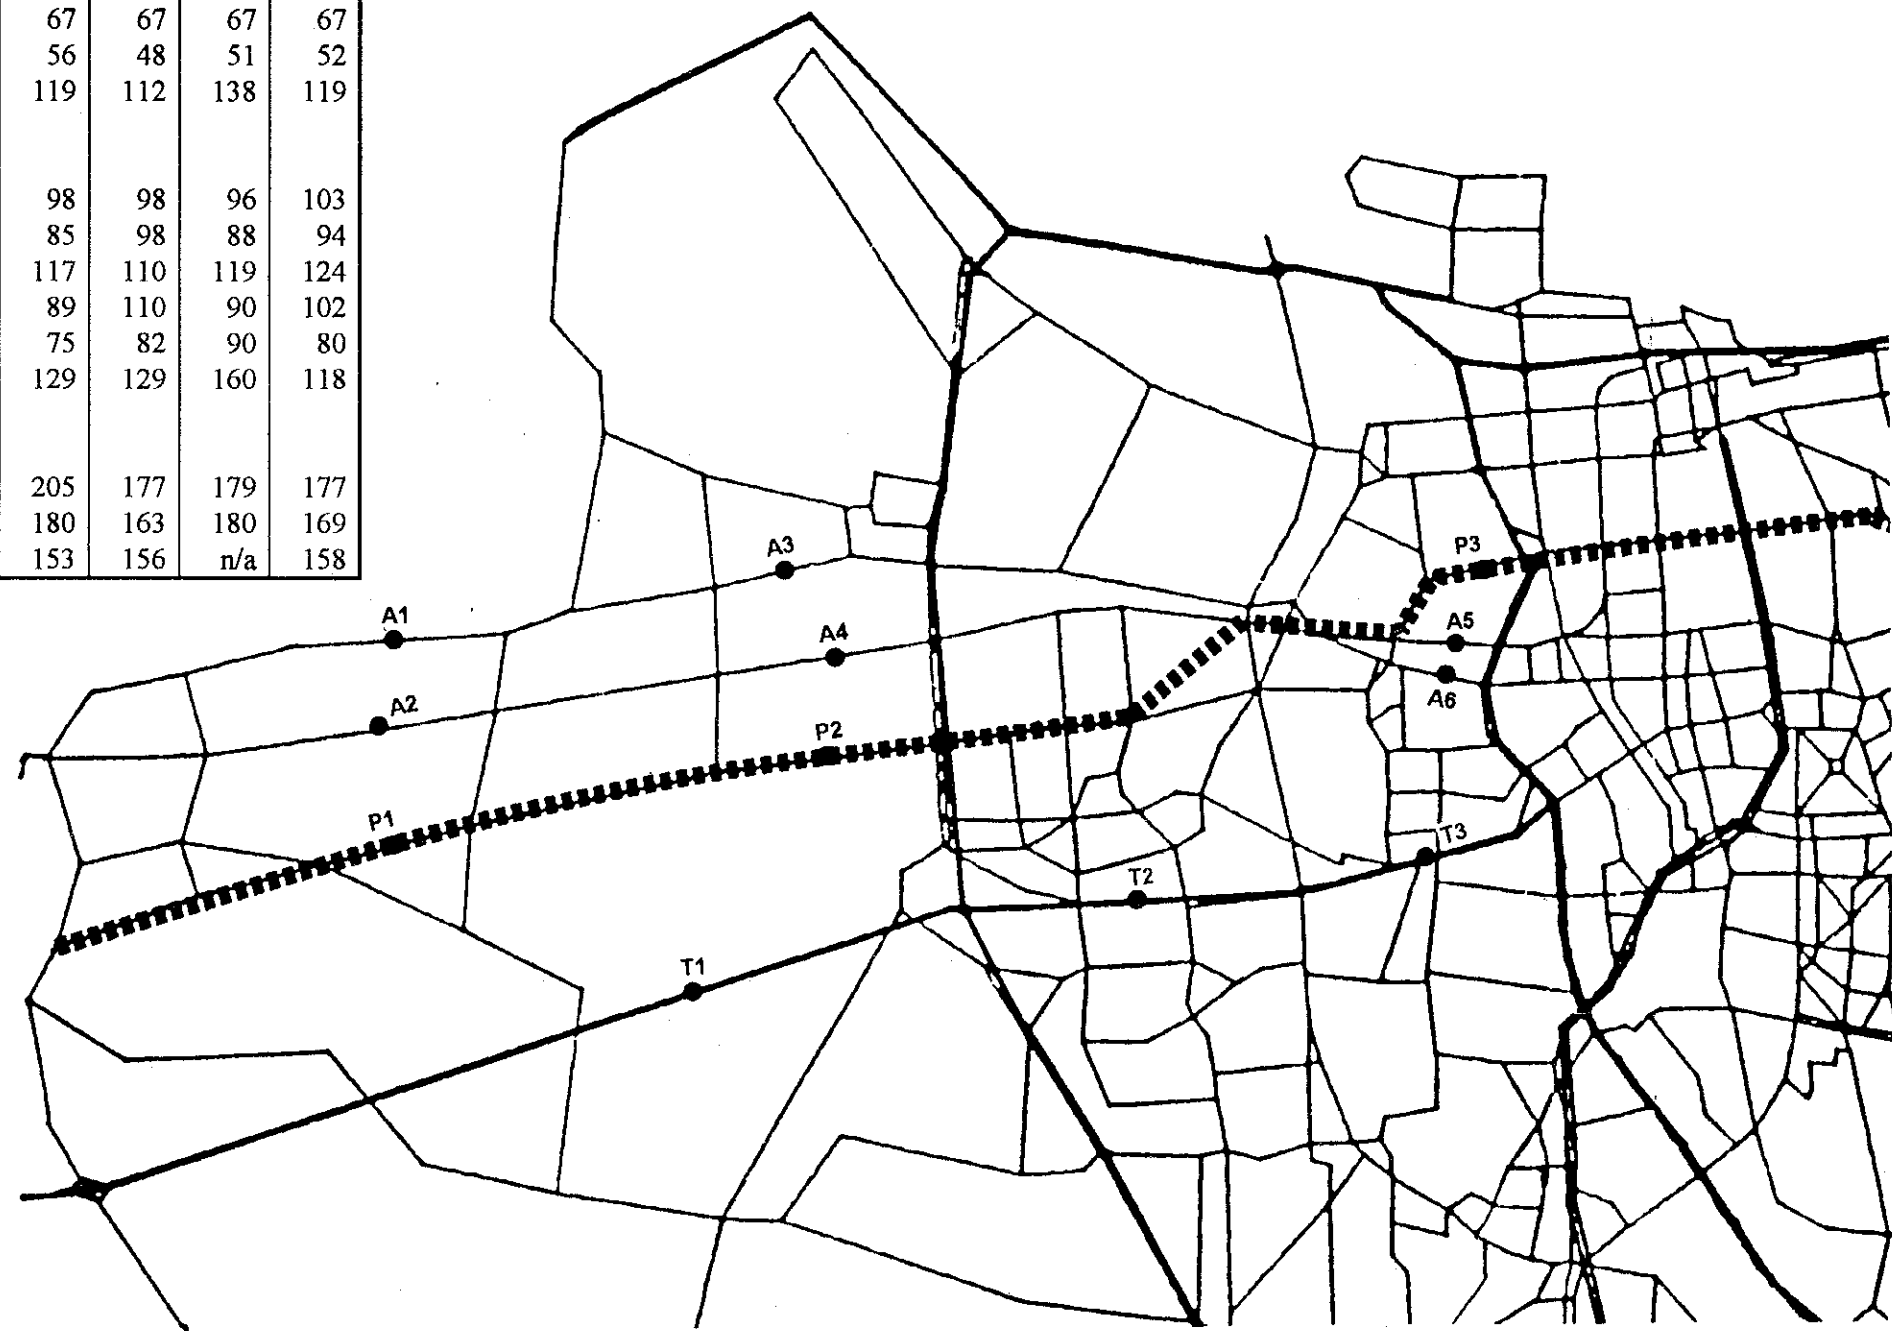 67 67 67 67
56 48 51 52
119 112 138 119
98 98 96 103
85 98 88 94
117 110 119 124
89 110 90 102
75 82 90 80
129 129 160 118
205 177 179 177
180 163 180 169
153 156 n/a 158
A3
P3
A1
A4
A5
A2
A6
P2
P1
T3
T2
T1